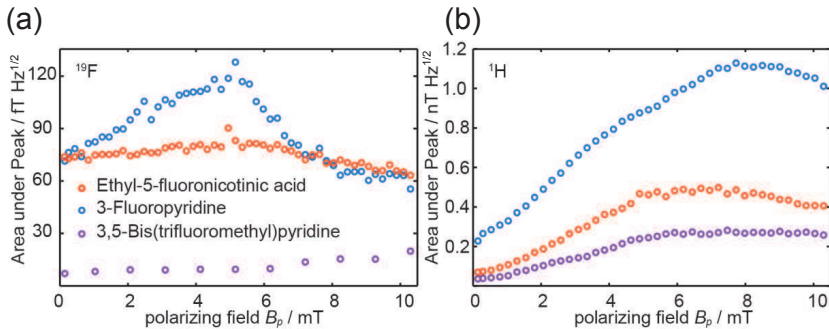 (a)
Area under Peak / fT Hz1/2
120
90
60
30
19F
Ethyl-5-fluoronicotinic acid
3-Fluoropyridine
3,5-Bis(trifluoromethyl)pyridine
0 2 4 6 8 10
polarizing field Bp / mT
(b)
Area under Peak / nT Hz1/2
1.2
1.0
0.8
0.6
0.4
0.2
1H
0 2 4 6 8 10
polarizing field Bp / mT